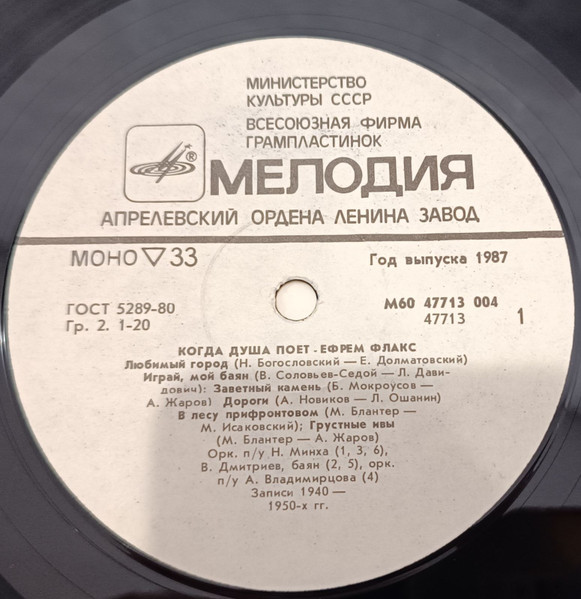 МИНИСТЕРСТВО
КУЛЬТУРЫ СССР
ВСЕСОЮЗНАЯ ФИРМА
ГРАМПЛАСТИНОК
®
МЕЛОДИЯ
АПРЕЛЕВСКИЙ ОРДЕНА ЛЕНИНА ЗАВОД
МОНО ▽ 33
Год выпуска 1987
ГОСТ 5289-80
Гр. 2. 1-20
М60 47713 004
47713
1
КОГДА ДУША ПОЕТ - ЕФРЕМ ФЛАКС
Любимый город (Н. Богословский — Е. Долматовский)
Играй, мой баян (В. Соловьев-Седой — Л. Дави-
дович): Заветный камень (Б. Мокроусов —
А. Жаров) Дороги (А. Новиков — Л. Ошанин)
В лесу прифронтовом (М. Блантер —
М. Исаковский); Грустные ивы
(М. Блантер — А. Жаров)
Орк. п/у Н. Минха (1, 3, 6),
В. Дмитриев, баян (2, 5), орк.
п/у А. Владимирцова (4)
Записи 1940 —
1950-х гг.